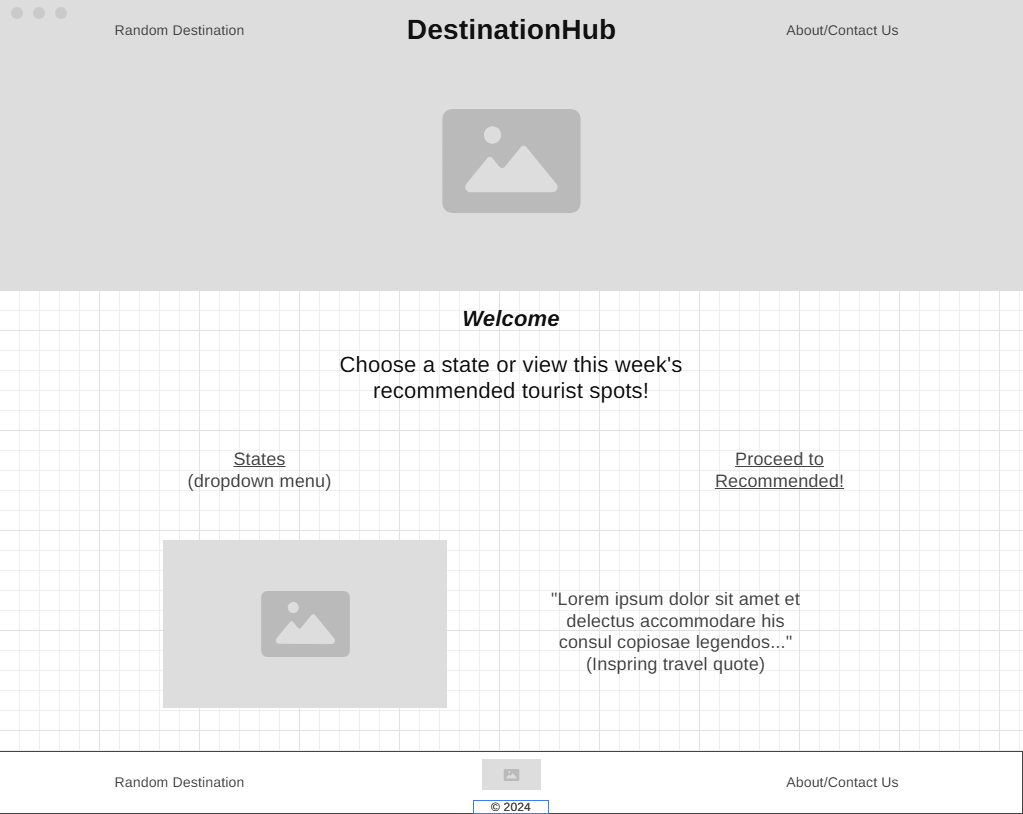 Random Destination
DestinationHub
About/Contact Us
Welcome
Choose a state or view this week's
recommended tourist spots!
States
(dropdown menu)
Proceed to
Recommended!
"Lorem ipsum dolor sit amet et
delectus accommodare his
consul copiosae legendos..."
(Inspring travel quote)
Random Destination
About/Contact Us
© 2024